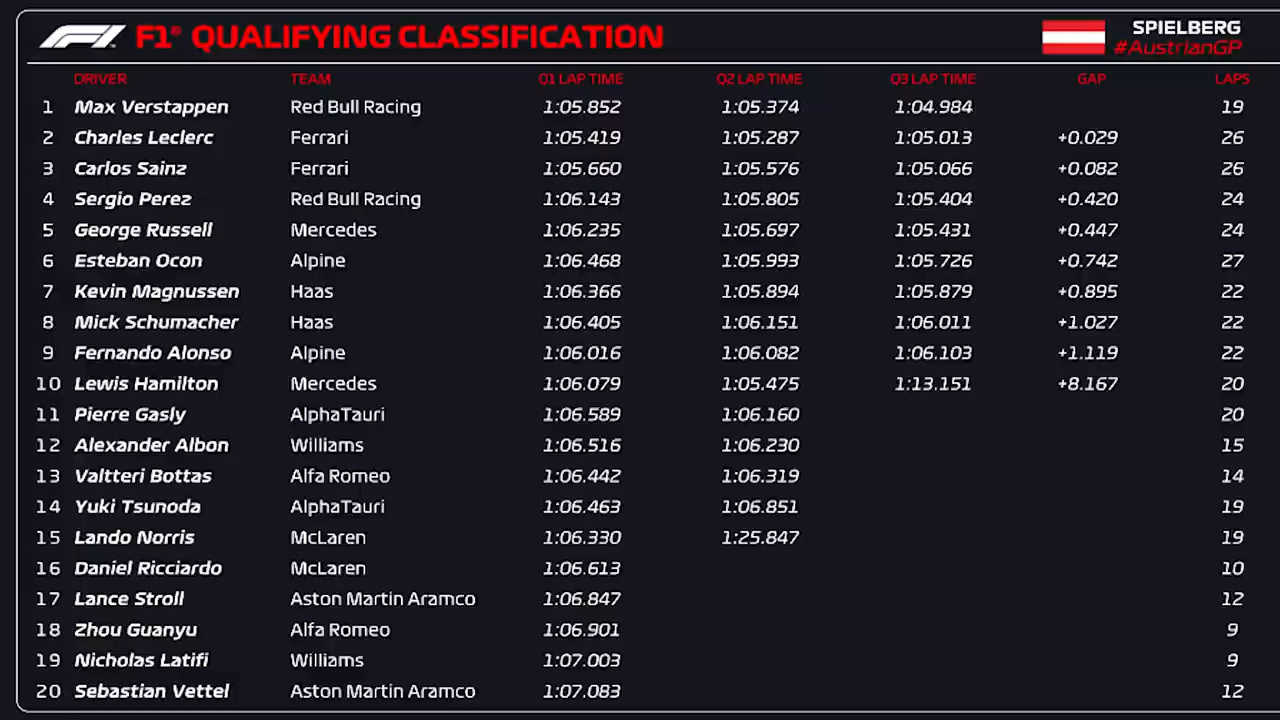 F1 F1® QUALIFYING CLASSIFICATION SPIELBERG
#AustrianGP
DRIVER TEAM Q1 LAP TIME Q2 LAP TIME Q3 LAP TIME GAP LAPS
1 Max Verstappen Red Bull Racing 1:05.852 1:05.374 1:04.984 19
2 Charles Leclerc Ferrari 1:05.419 1:05.287 1:05.013 +0.029 26
3 Carlos Sainz Ferrari 1:05.660 1:05.576 1:05.066 +0.082 26
4 Sergio Perez Red Bull Racing 1:06.143 1:05.805 1:05.404 +0.420 24
5 George Russell Mercedes 1:06.235 1:05.697 1:05.431 +0.447 24
6 Esteban Ocon Alpine 1:06.468 1:05.993 1:05.726 +0.742 27
7 Kevin Magnussen Haas 1:06.366 1:05.894 1:05.879 +0.895 22
8 Mick Schumacher Haas 1:06.405 1:06.151 1:06.011 +1.027 22
9 Fernando Alonso Alpine 1:06.016 1:06.082 1:06.103 +1.119 22
10 Lewis Hamilton Mercedes 1:06.079 1:05.475 1:13.151 +8.167 20
11 Pierre Gasly AlphaTauri 1:06.589 1:06.160 20
12 Alexander Albon Williams 1:06.516 1:06.230 15
13 Valtteri Bottas Alfa Romeo 1:06.442 1:06.319 14
14 Yuki Tsunoda AlphaTauri 1:06.463 1:06.851 19
15 Lando Norris McLaren 1:06.330 1:25.847 19
16 Daniel Ricciardo McLaren 1:06.613 10
17 Lance Stroll Aston Martin Aramco 1:06.847 12
18 Zhou Guanyu Alfa Romeo 1:06.901 9
19 Nicholas Latifi Williams 1:07.003 9
20 Sebastian Vettel Aston Martin Aramco 1:07.083 12